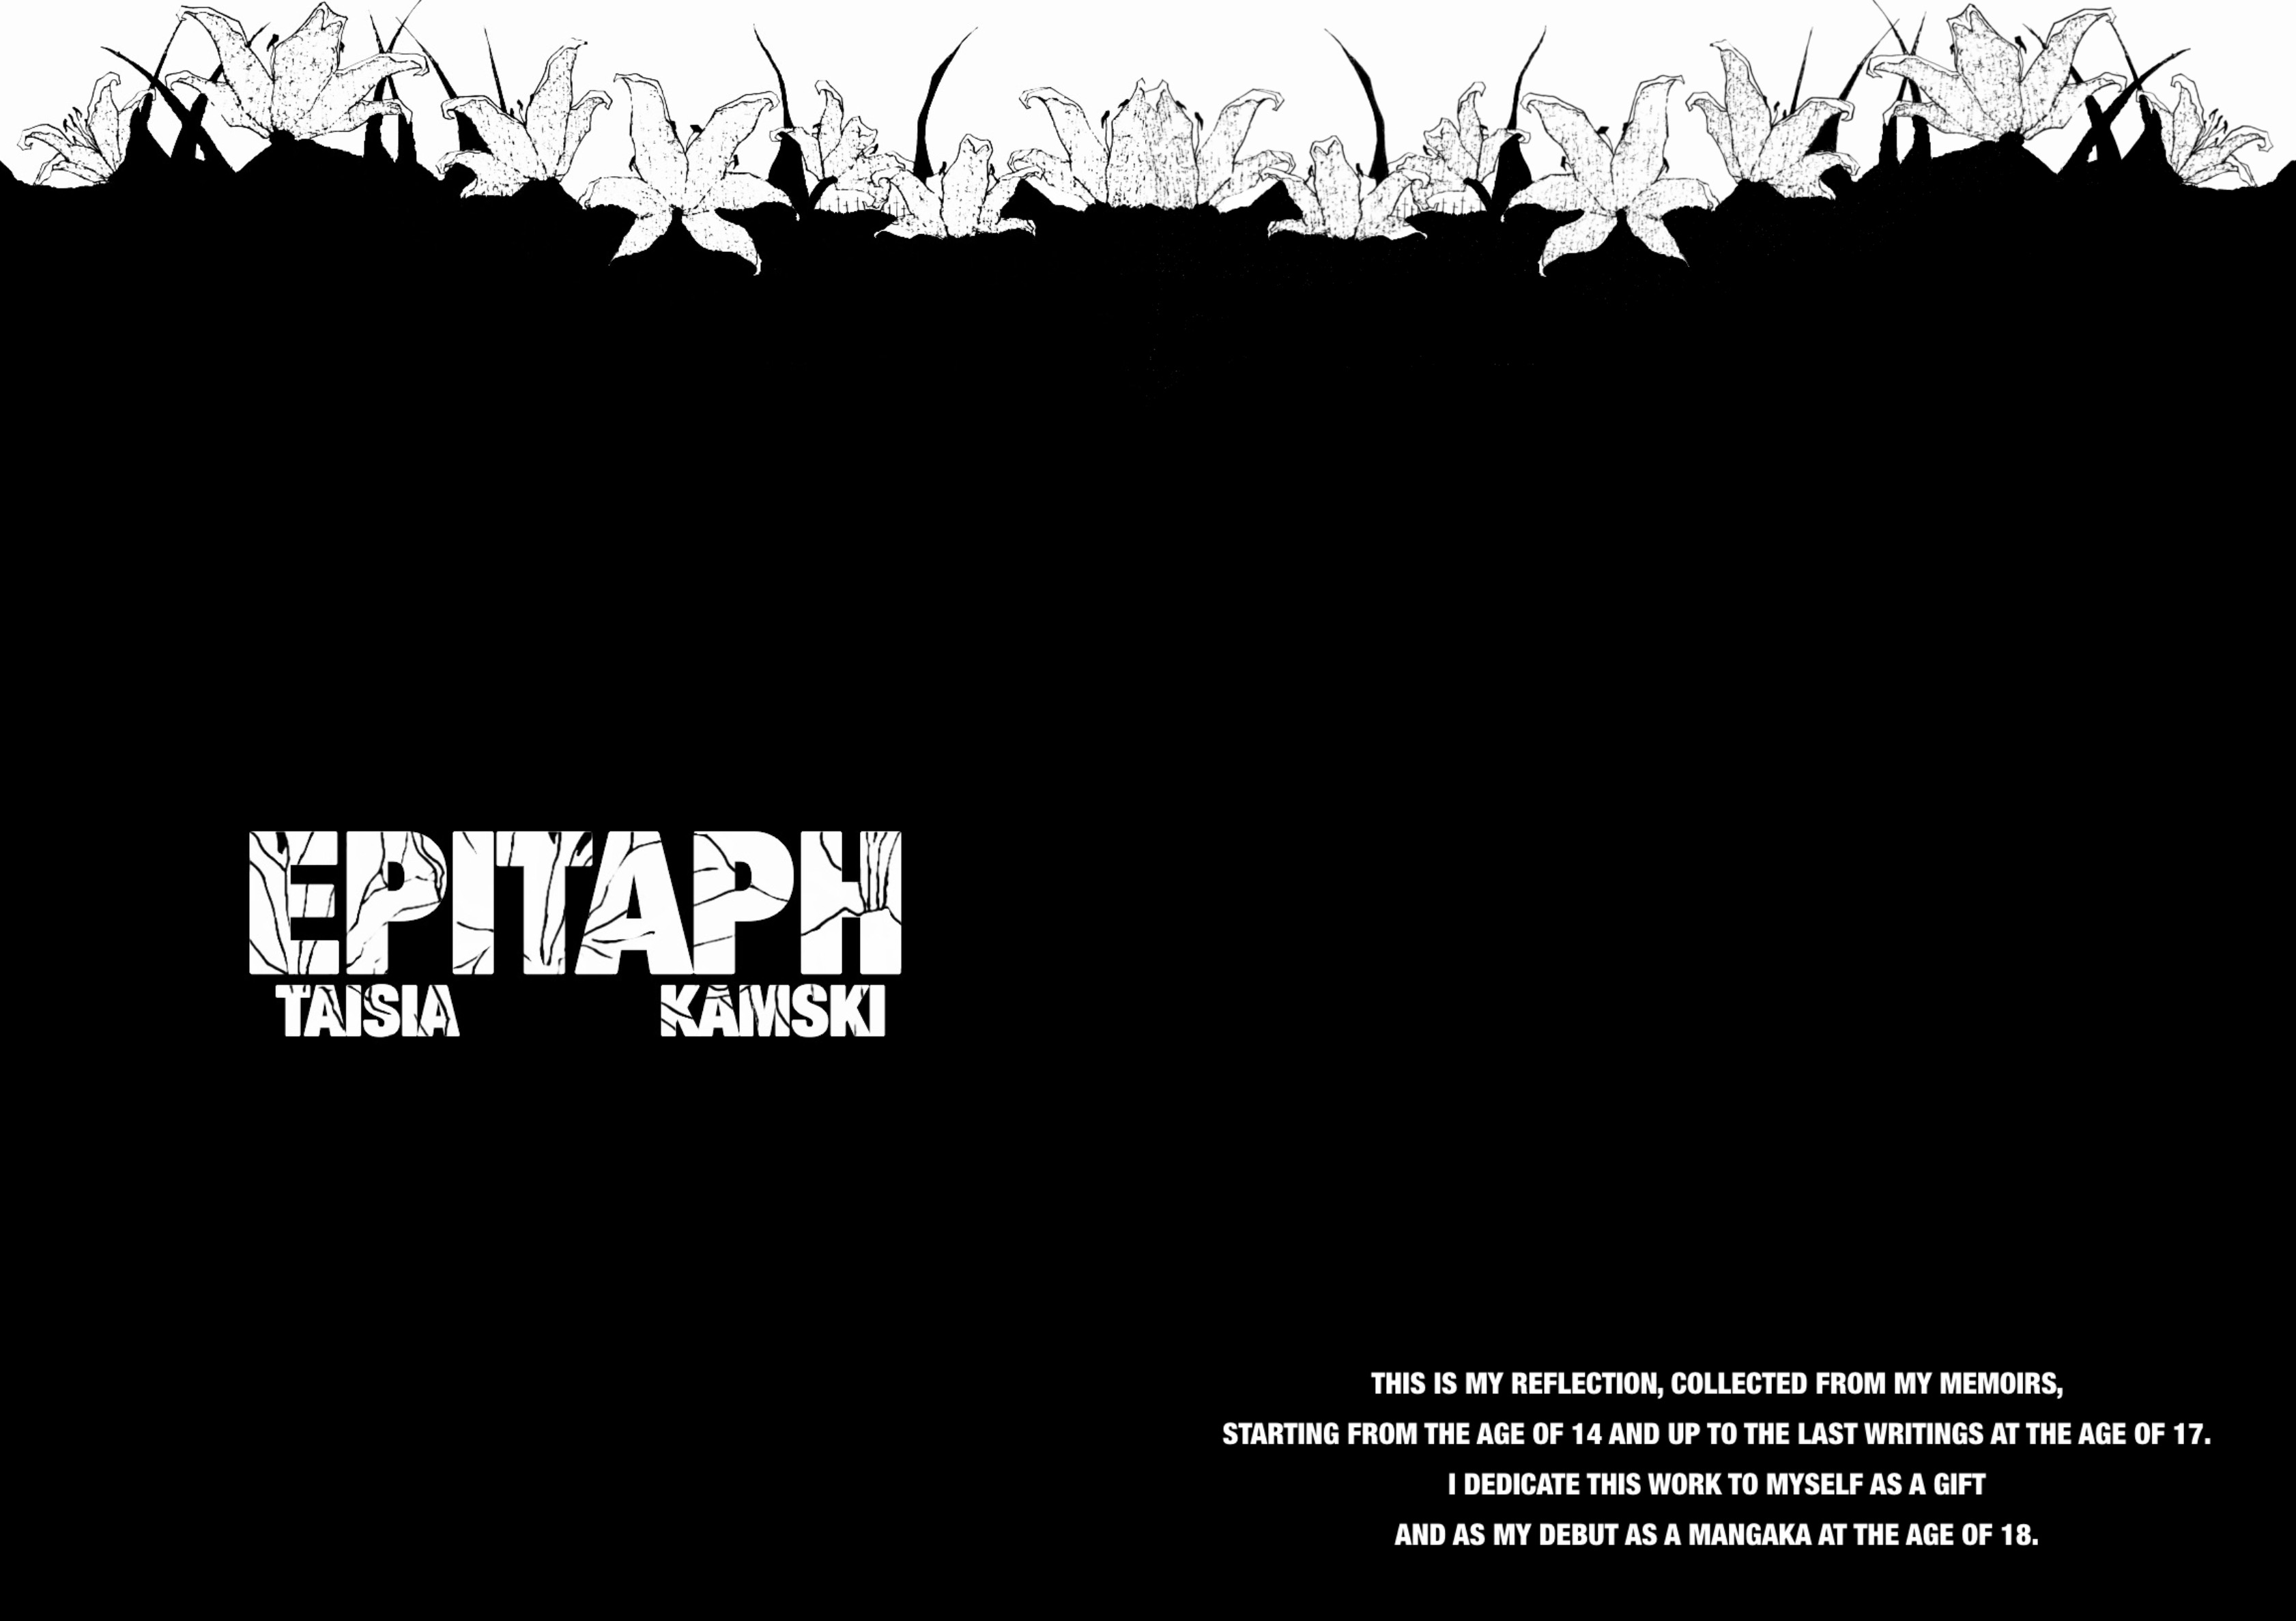 EPITAPH
TAISIA KAMSKI
THIS IS MY REFLECTION, COLLECTED FROM MY MEMOIRS,
STARTING FROM THE AGE OF 14 AND UP TO THE LAST WRITINGS AT THE AGE OF 17.
I DEDICATE THIS WORK TO MYSELF AS A GIFT
AND AS MY DEBUT AS A MANGAKA AT THE AGE OF 18.